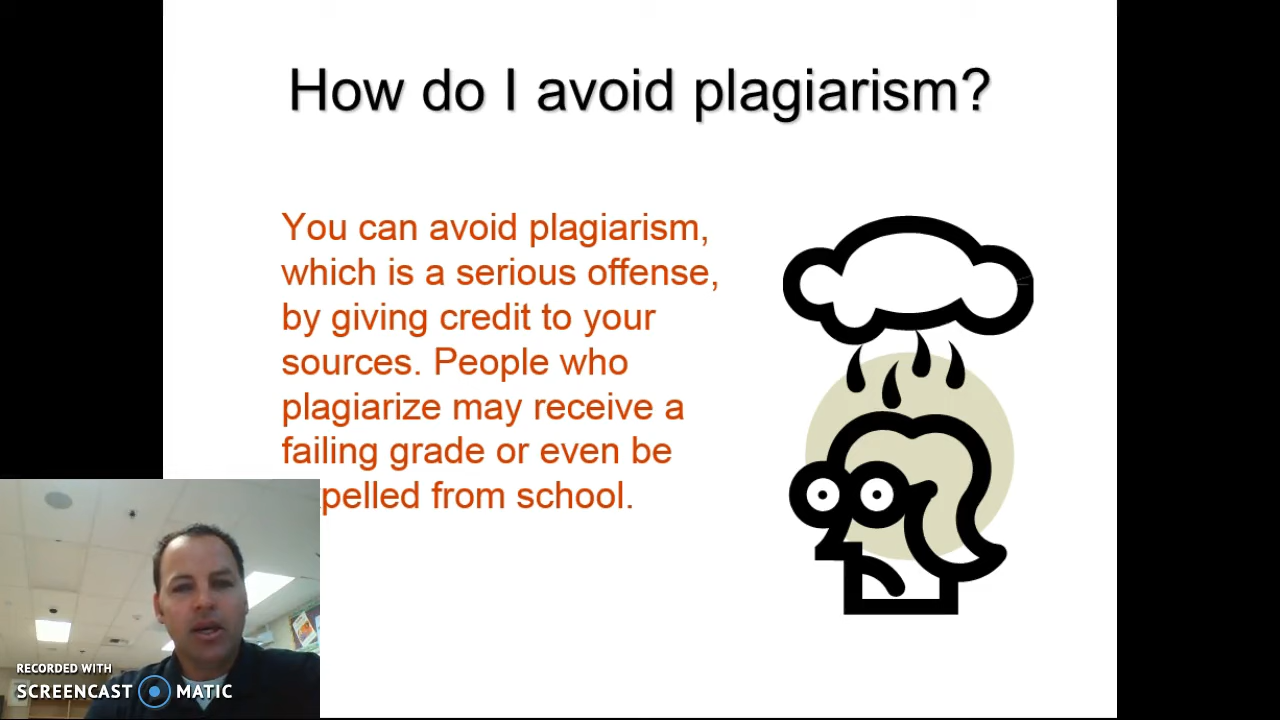 How do I avoid plagiarism?
You can avoid plagiarism,
which is a serious offense,
by giving credit to your
sources. People who
plagiarize may receive a
failing grade or even be
pelled from school.
RECORDED WITH
SCREENCAST MATIC